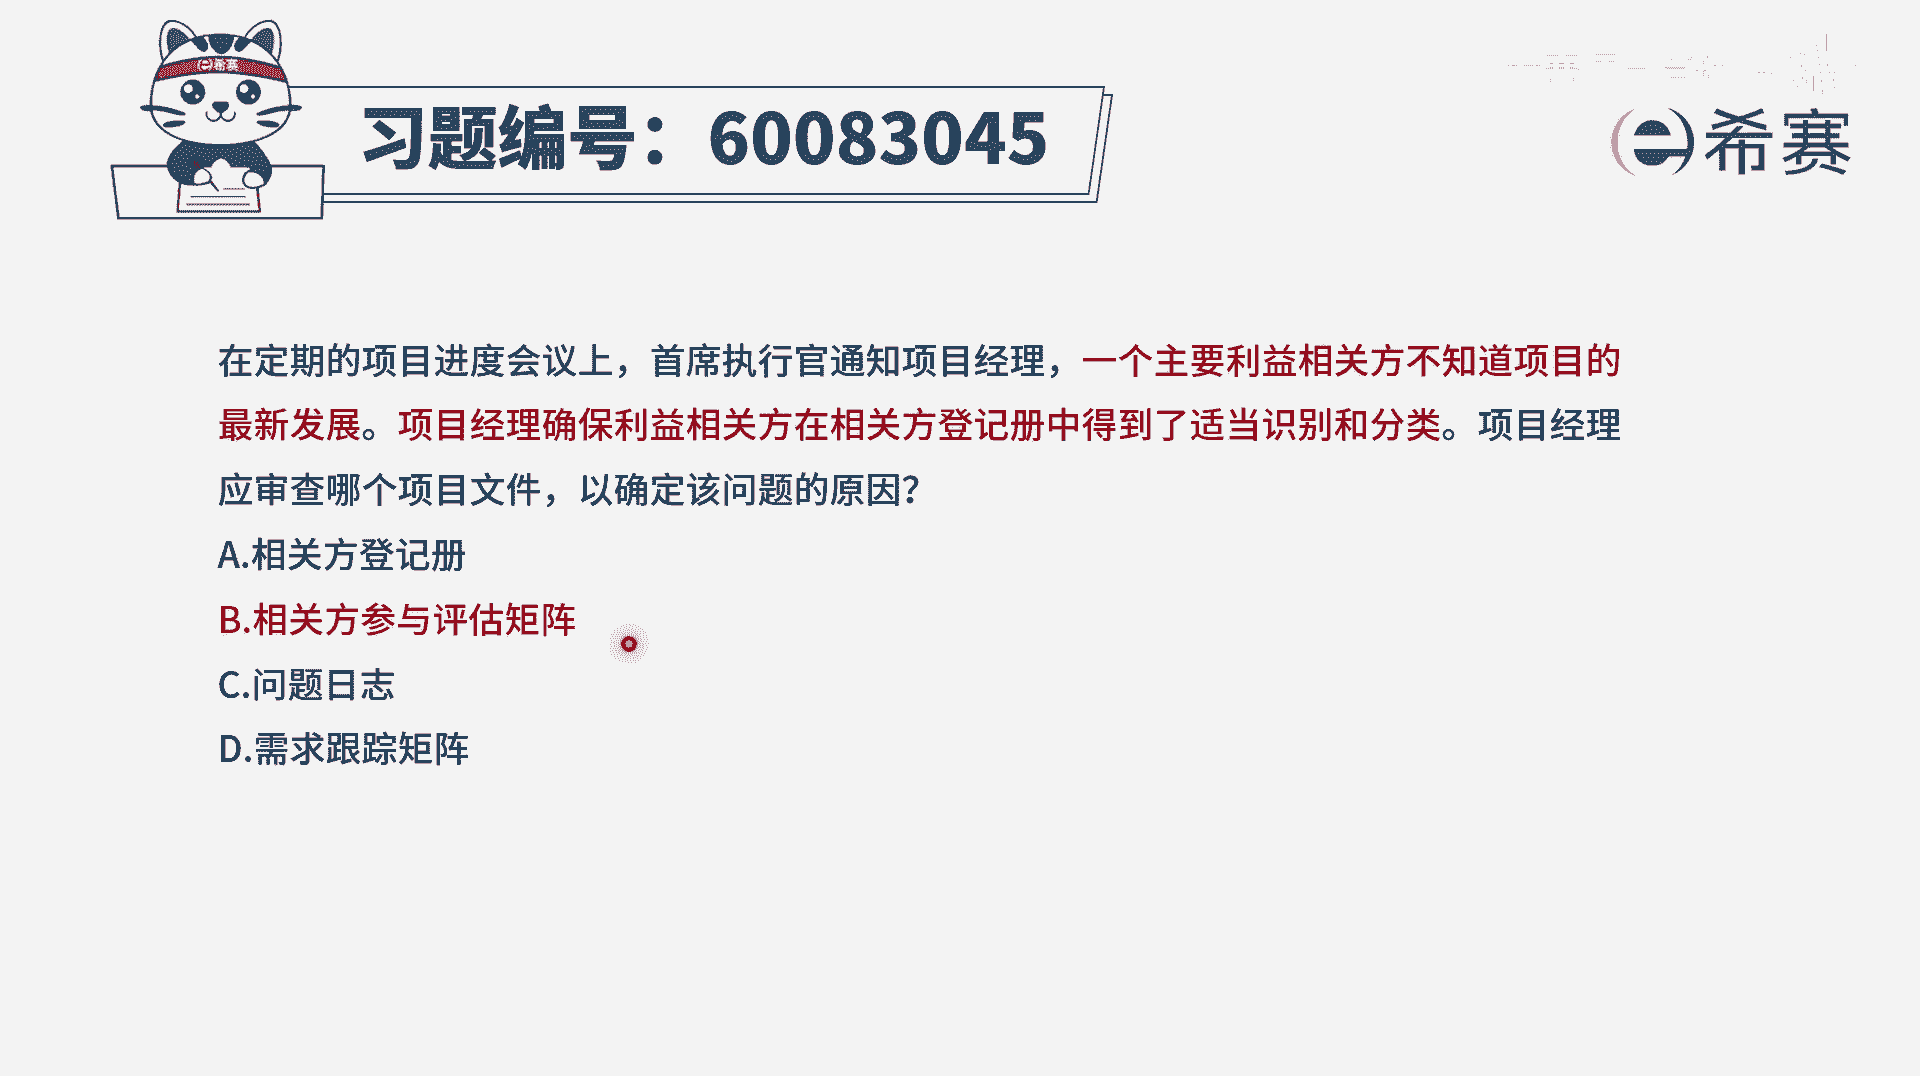 希赛
习题编号：60083045
希赛
在定期的项目进度会议上，首席执行官通知项目经理，一个主要利益相关方不知道项目的
最新发展。项目经理确保利益相关方在相关方登记册中得到了适当识别和分类。项目经理
应审查哪个项目文件，以确定该问题的原因？
A.相关方登记册
B.相关方参与评估矩阵
C.问题日志
D.需求跟踪矩阵